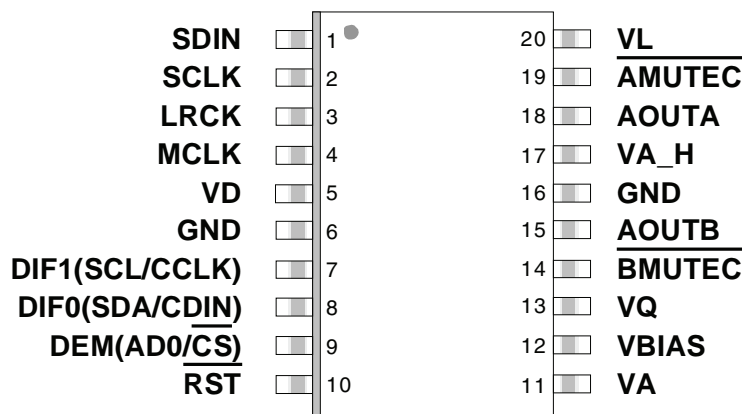 SDIN 1 20 VL
SCLK 2 19 AMUTEC
LRCK 3 18 AOUTA
MCLK 4 17 VA_H
VD 5 16 GND
GND 6 15 AOUTB
DIF1(SCL/CCLK) 7 14 BMUTEC
DIF0(SDA/CDIN) 8 13 VQ
DEM(AD0/CS) 9 12 VBIAS
RST 10 11 VA